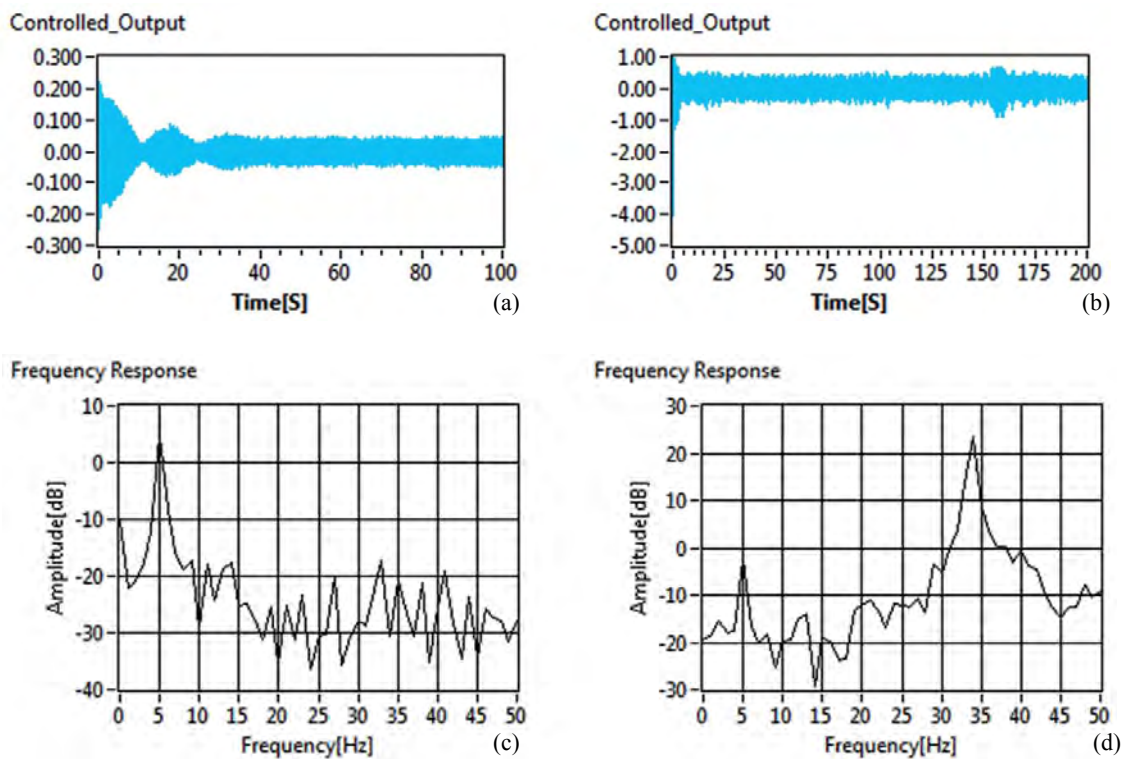 Controlled_Output
0.300
0.200
0.100
0.00
-0.100
-0.200
-0.300
0 20 40 60 80 100
Time[S]
(a)
Controlled_Output
1.00
0.00
-1.00
-2.00
-3.00
-4.00
-5.00
0 25 50 75 100 125 150 175 200
Time[S]
(b)
Frequency Response
Amplitude[dB]
10
0
-10
-20
-30
-40
0 5 10 15 20 25 30 35 40 45 50
Frequency[Hz]
(c)
Frequency Response
Amplitude[dB]
30
20
10
0
-10
-20
-30
0 5 10 15 20 25 30 35 40 45 50
Frequency[Hz]
(d)